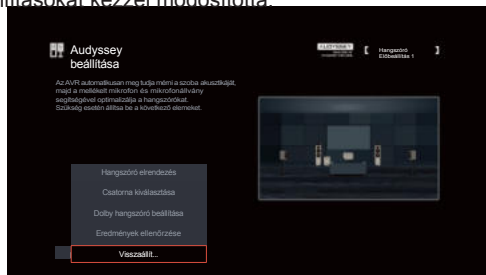 Audyssey
beállítása
AUDYSSEY
Hangszóró
Előbeállítás 1
Az AVR automatikusan meg tudja mérni a szoba akusztikáját,
majd a mellékelt mikrofon és mikrofonállvány
segítségével optimalizálja a hangszórókat.
Szükség esetén állítsa be a következő elemeket.
Hangszóró elrendezés
Csatorna kiválasztása
Dolby hangszóró beállítása
Eredmények ellenőrzése
Visszaállít...